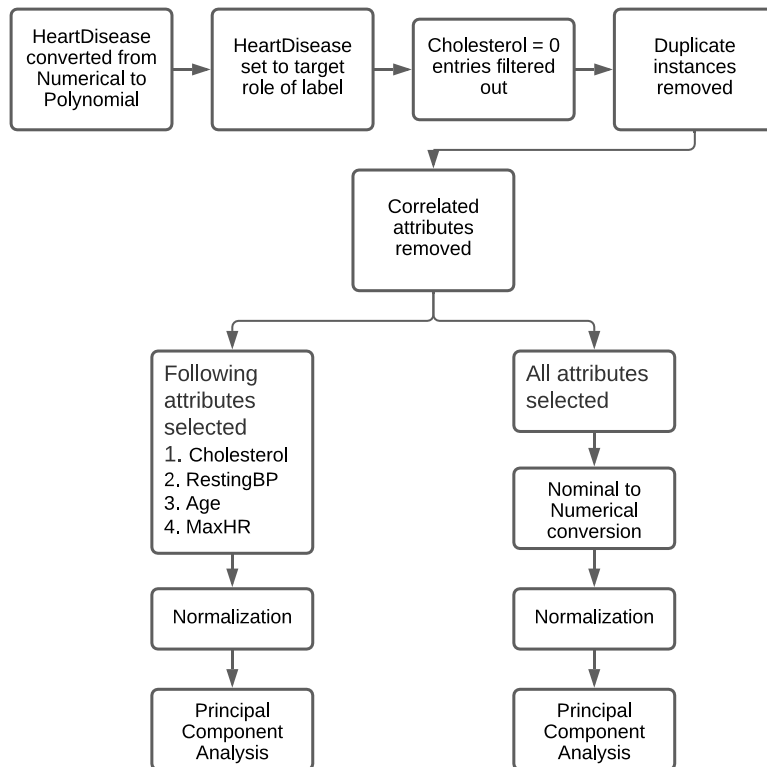 HeartDisease
converted from
Numerical to
Polynomial
HeartDisease
set to target
role of label
Cholesterol = 0
entries filtered
out
Duplicate
instances
removed
Correlated
attributes
removed
Following
attributes
selected
1. Cholesterol
2. RestingBP
3. Age
4. MaxHR
All attributes
selected
Nominal to
Numerical
conversion
Normalization
Normalization
Principal
Component
Analysis
Principal
Component
Analysis